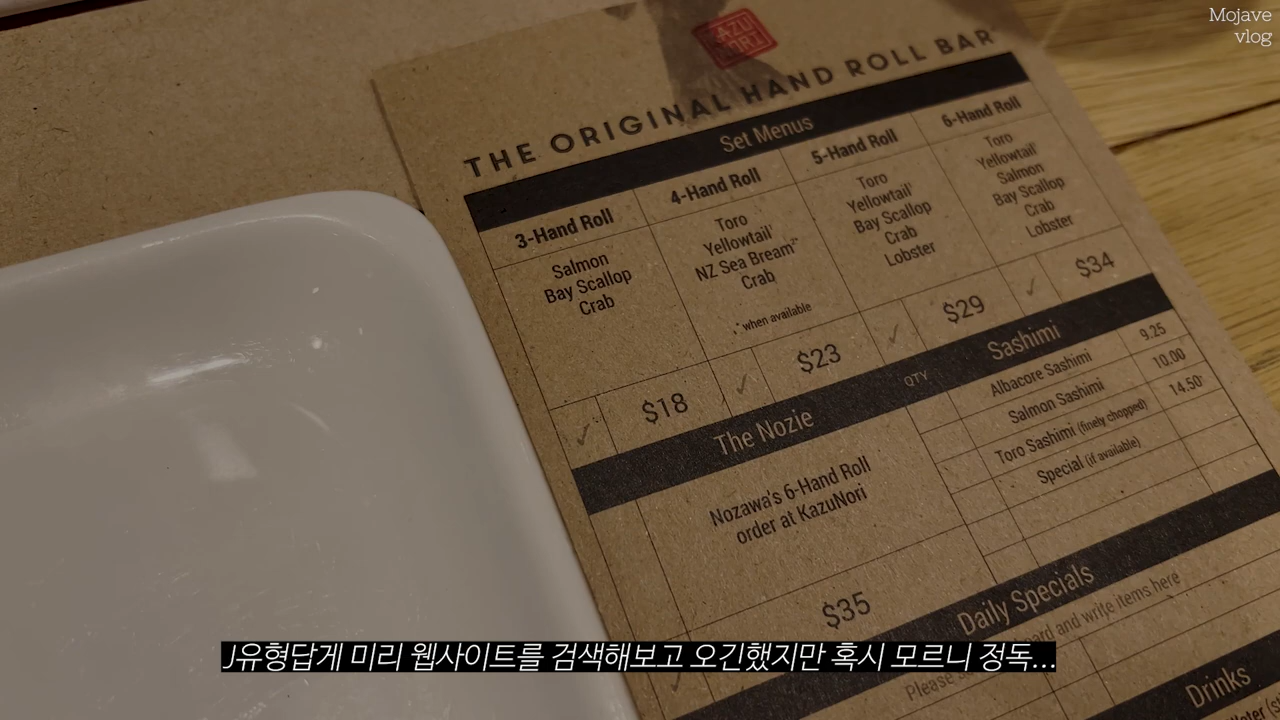 Mojave
vlog
KAZU
NORI
THE ORIGINAL HAND ROLL BAR
Set Menus
3-Hand Roll
Salmon
Bay Scallop
Crab
$18
4-Hand Roll
Toro
Yellowtail
NZ Sea Bream
Crab
when available
$23
5-Hand Roll
Toro
Yellowtail
Bay Scallop
Crab
Lobster
$29
6-Hand Roll
Toro
Yellowtail
Salmon
Bay Scallop
Crab
Lobster
$34
The Nozie
Nozawa's 6-Hand Roll
order at KazuNori
$35
QTY Sashimi
Albacore Sashimi 9.25
Salmon Sashimi 10.00
Toro Sashimi (finely chopped) 14.50
Special (if available)
Daily Specials
Please board and write items here
Drinks
J유형답게 미리 웹사이트를 검색해보고 오긴했지만 혹시 모르니 정독...